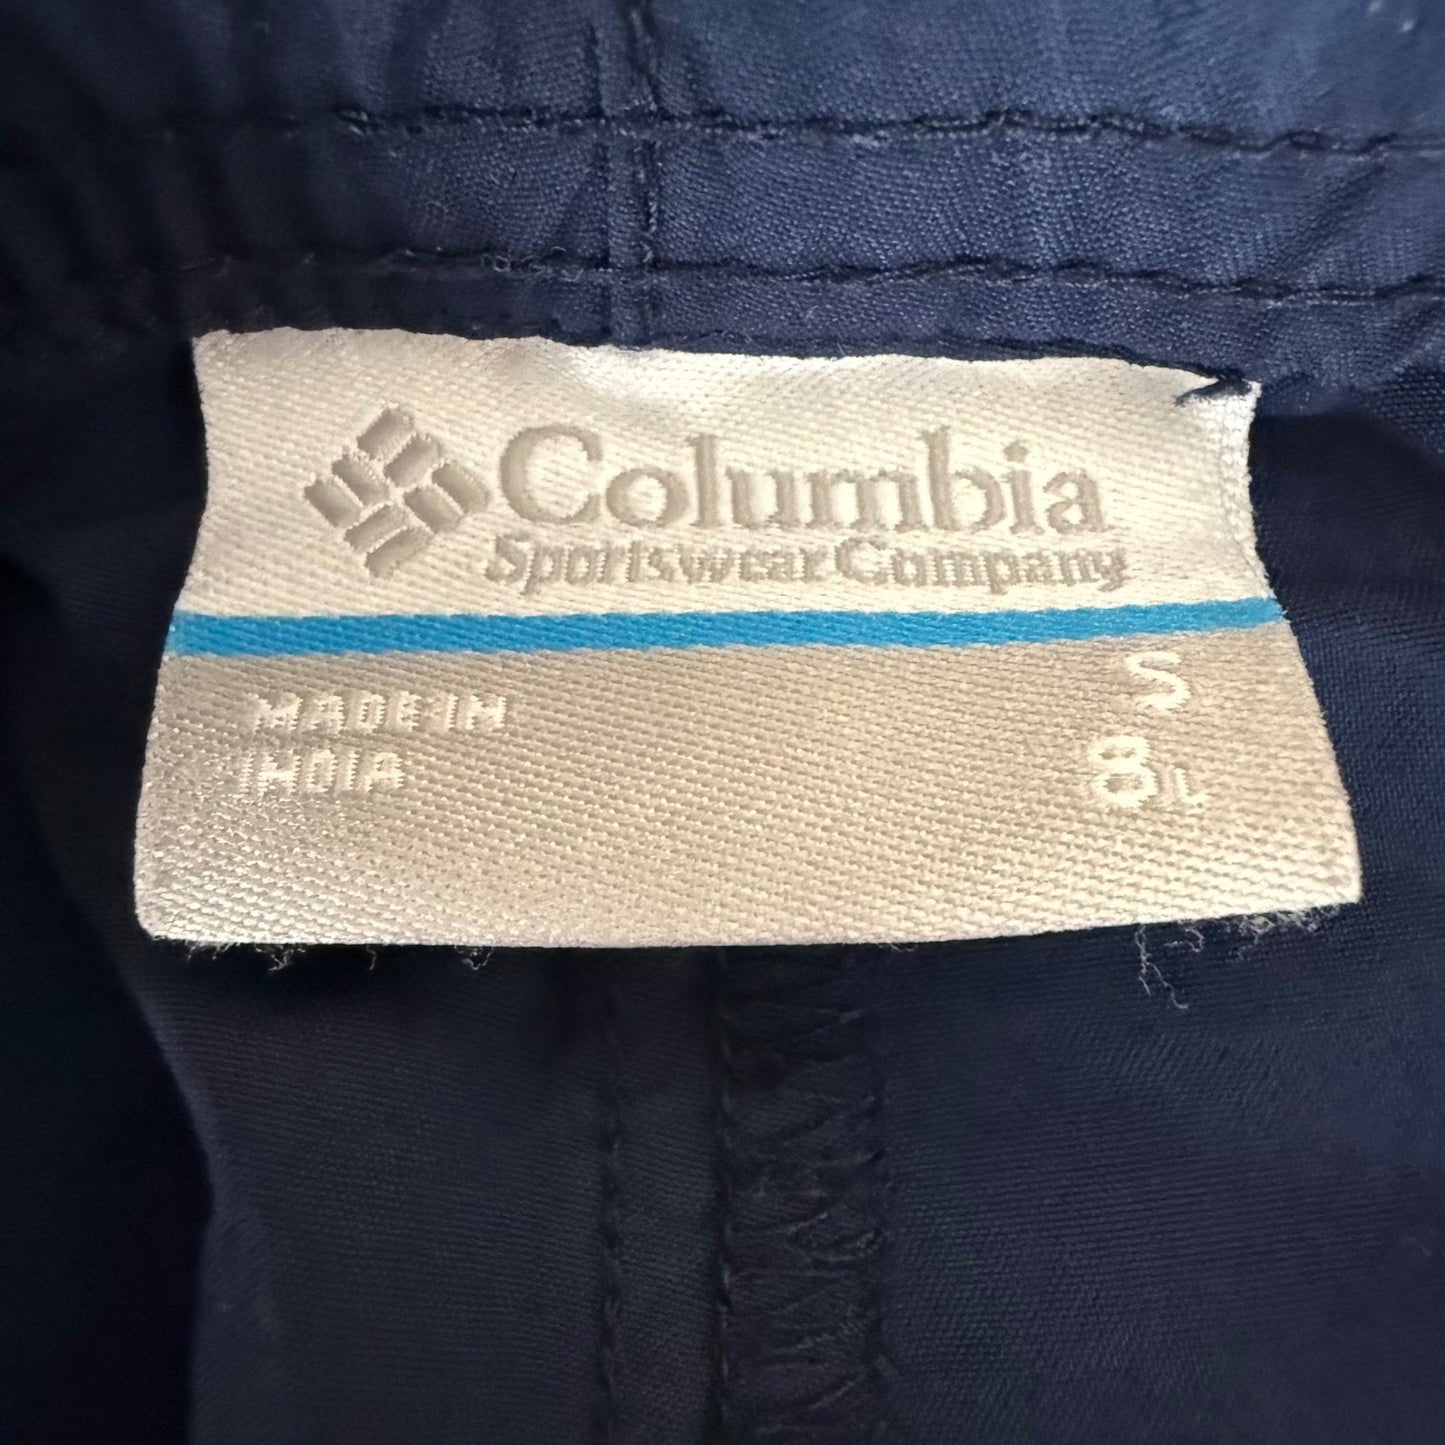 Columbia
Sportswear Company
MADE IN
INDIA
S
8